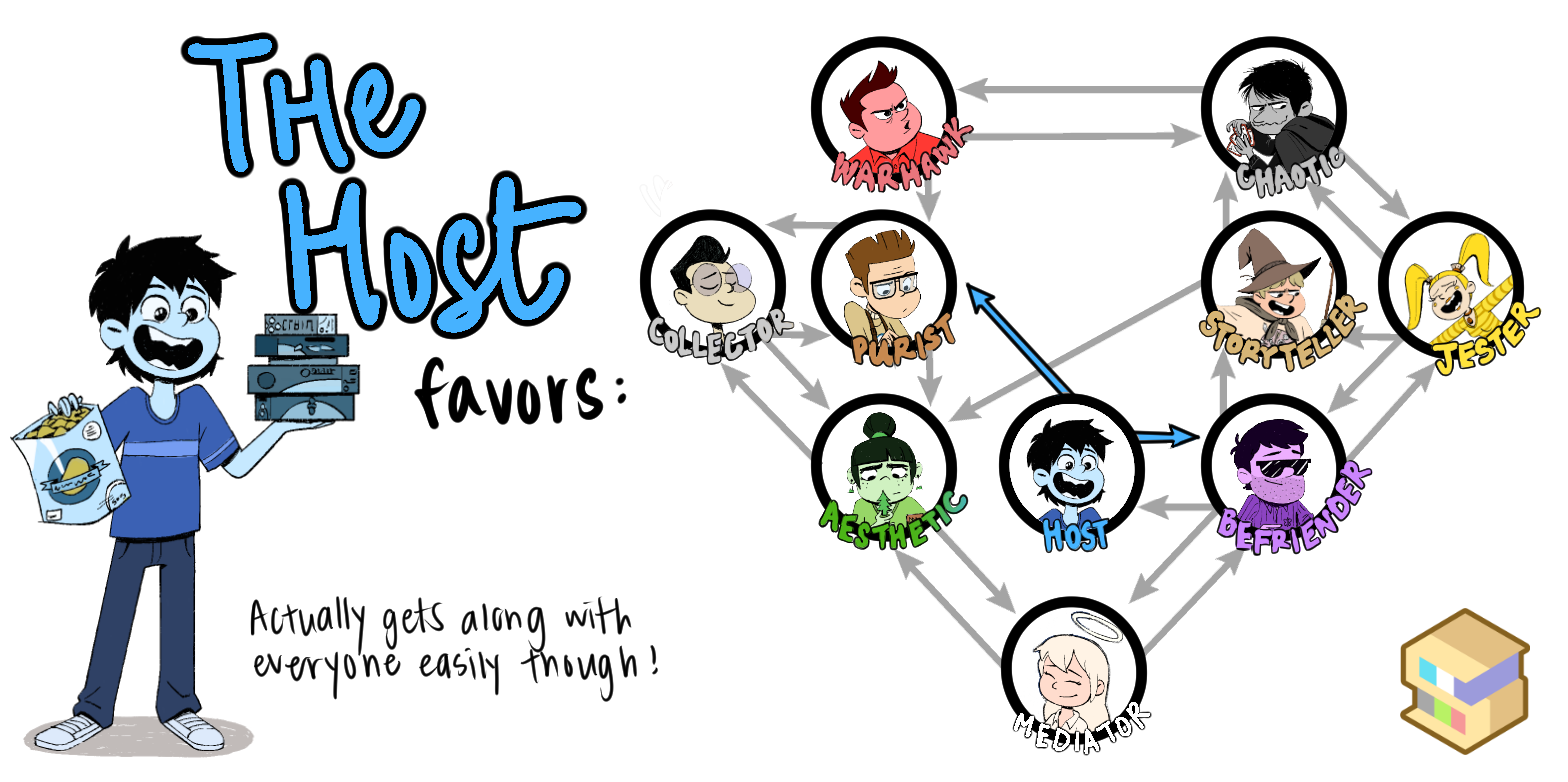 THE
HOST
favors:
Actually gets along with
everyone easily though!
WARHAWK
CHAOTIC
COLLECTOR
PURIST
STORYTELLER
JESTER
AESTHETIC
HOST
BEFRIENDER
MEDIATOR